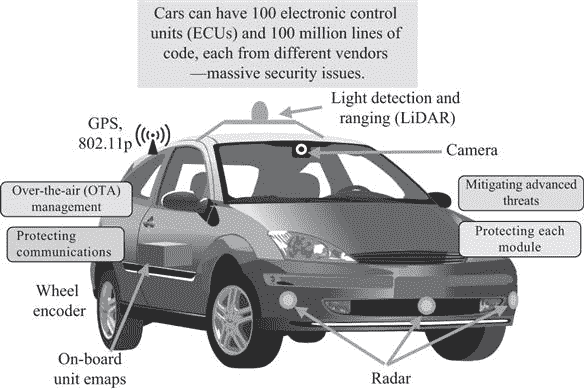 Cars can have 100 electronic control
units (ECUs) and 100 million lines of
code, each from different vendors
—massive security issues.
Light detection and
ranging (LiDAR)
GPS,
802.11p
Camera
Over-the-air (OTA)
management
Mitigating advanced
threats
Protecting
communications
Protecting each
module
Wheel
encoder
On-board
unit emaps
Radar